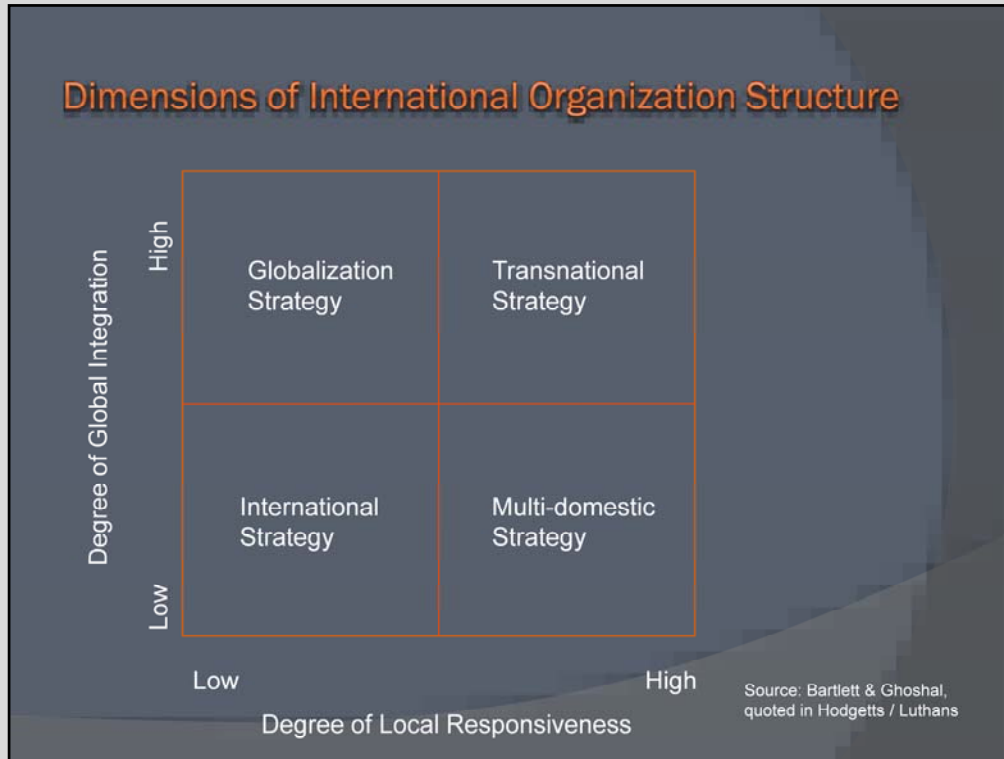 Dimensions of International Organization Structure
Degree of Global Integration
High
Globalization
Strategy
Transnational
Strategy
International
Strategy
Multi-domestic
Strategy
Low
Low
High
Degree of Local Responsiveness
Source: Bartlett & Ghoshal,
quoted in Hodgetts / Luthans